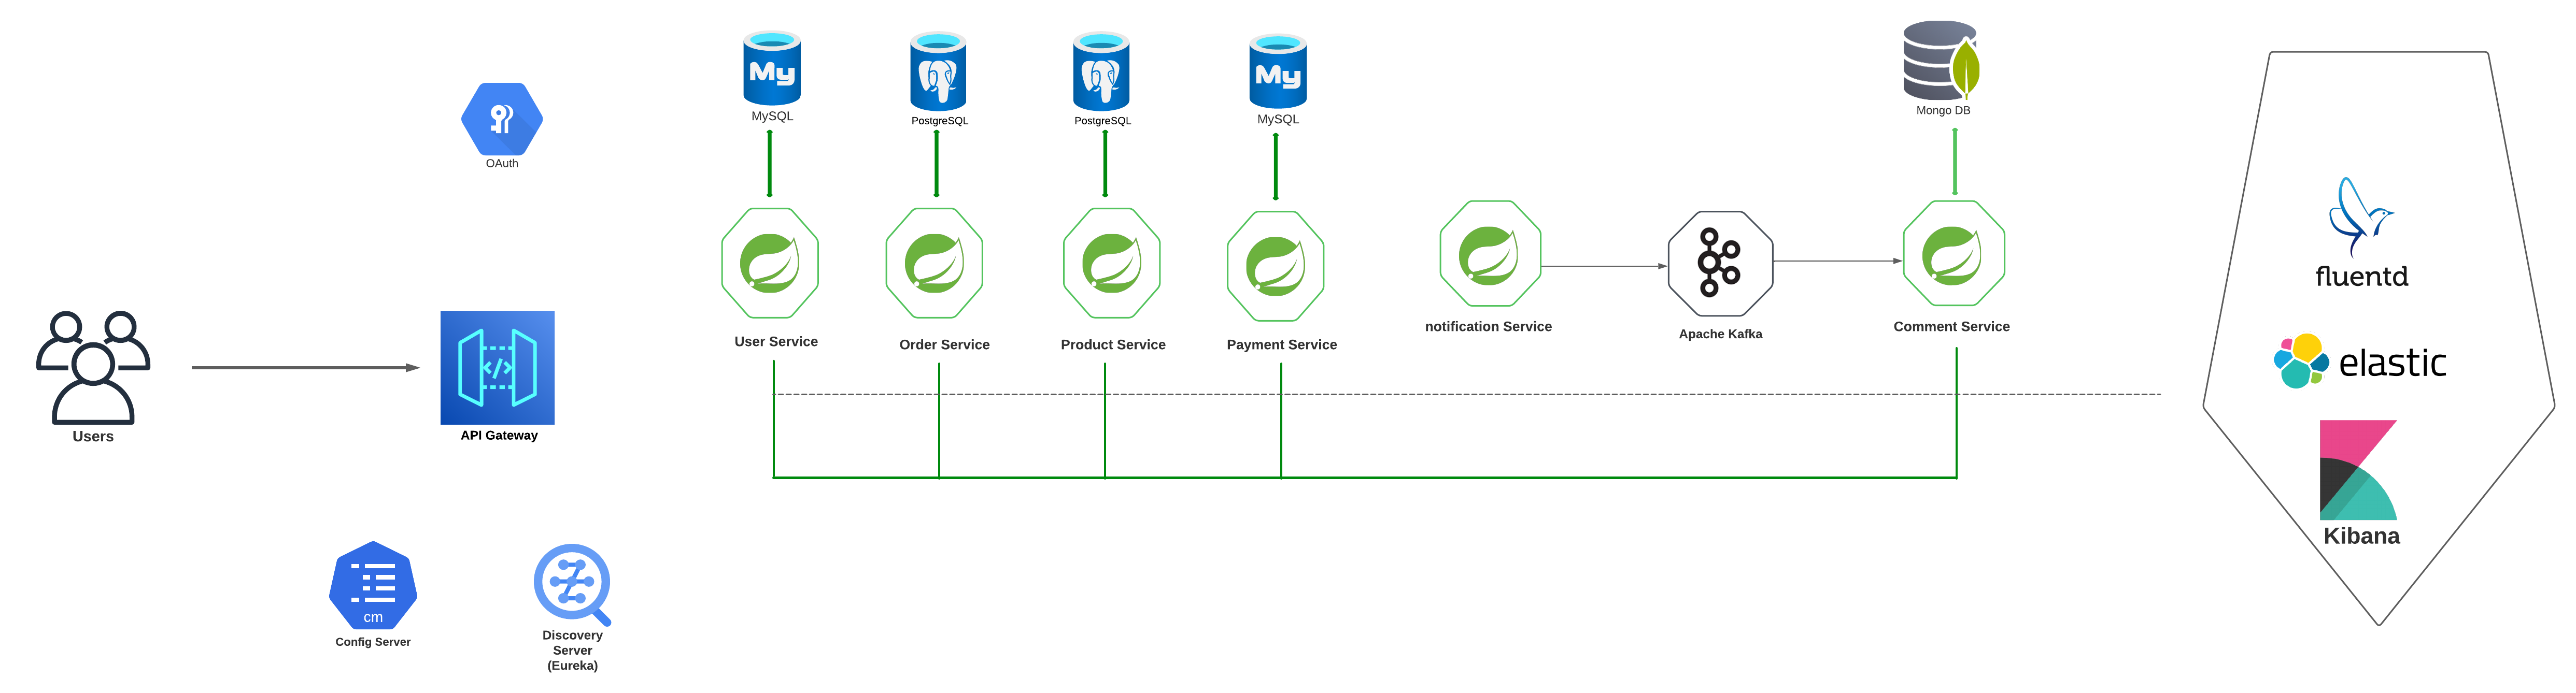 My
MySQL
PostgreSQL
PostgreSQL
My
MySQL
Mongo DB
OAuth
User Service
Order Service
Product Service
Payment Service
notification Service
Apache Kafka
Comment Service
fluentd
elastic
Kibana
Users
</>
API Gateway
cm
Config Server
Discovery
Server
(Eureka)